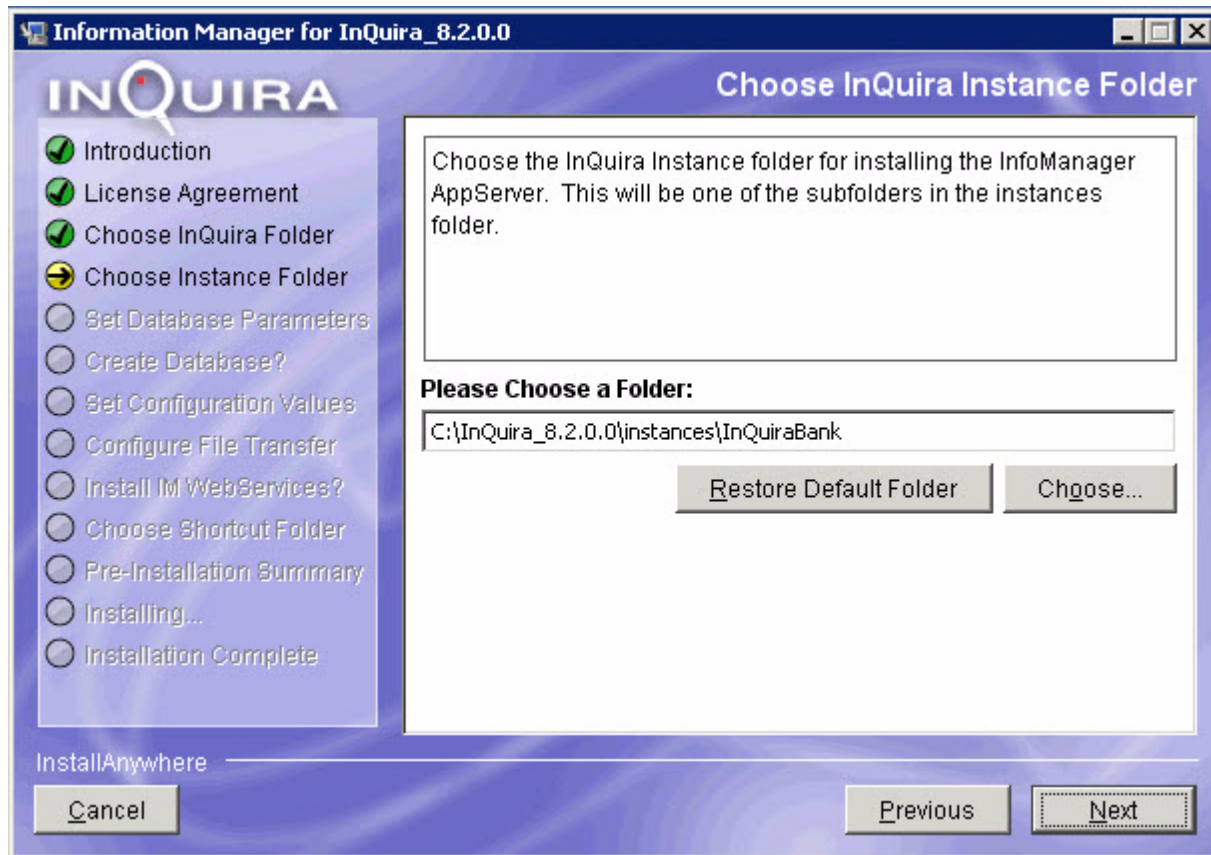 Information Manager for InQuira_8.2.0.0
INQUIRA
Choose InQuira Instance Folder
Introduction
License Agreement
Choose InQuira Folder
Choose Instance Folder
Set Database Parameters
Create Database?
Set Configuration Values
Configure File Transfer
Install IM WebServices?
Choose Shortcut Folder
Pre-Installation Summary
Installing...
Installation Complete
Choose the InQuira Instance folder for installing the InfoManager
AppServer.  This will be one of the subfolders in the instances
folder.
Please Choose a Folder:
C:\InQuira_8.2.0.0\instances\InQuiraBank
Restore Default Folder
Choose...
InstallAnywhere
Cancel
Previous
Next